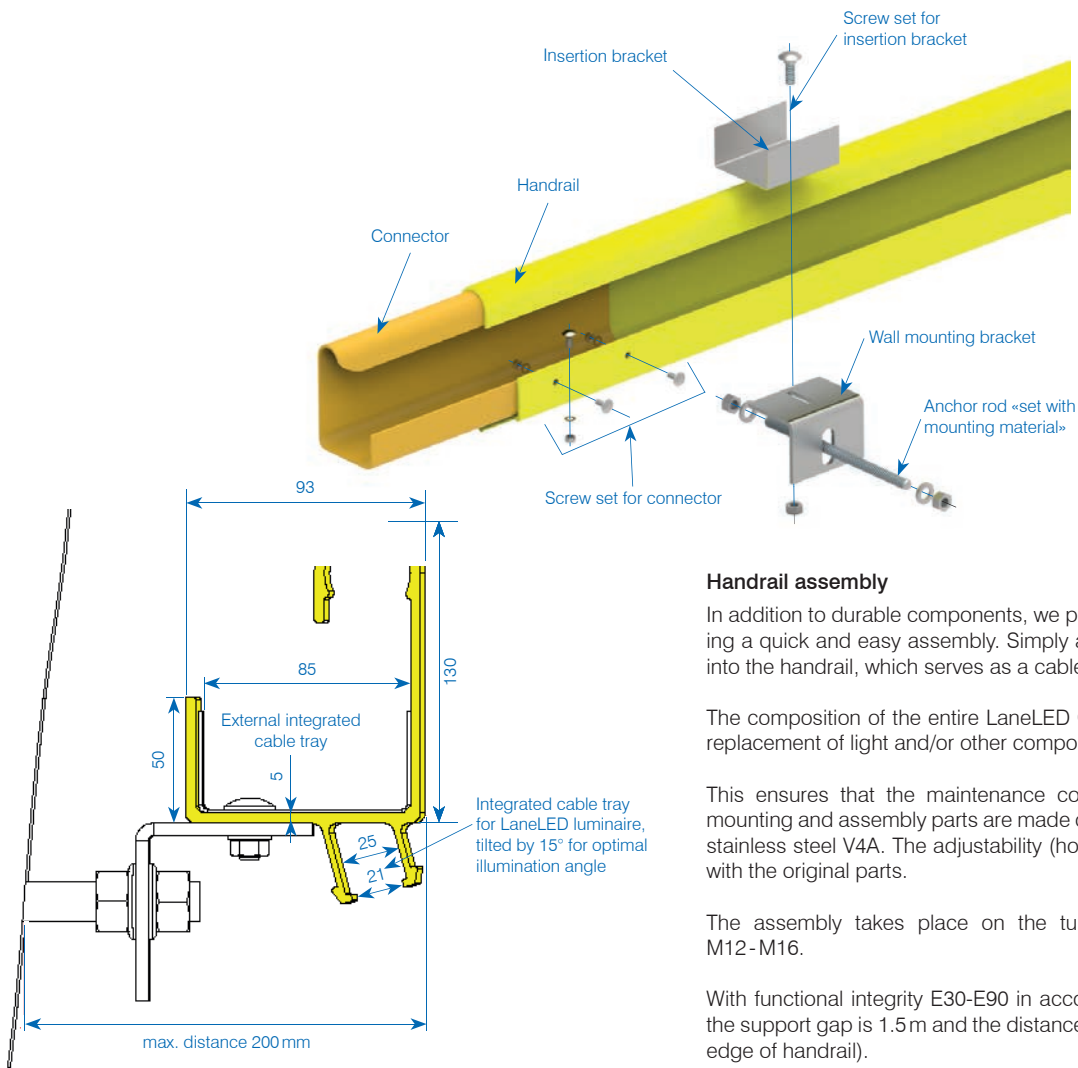 Screw set for
insertion bracket
Insertion bracket
Handrail
Connector
Wall mounting bracket
Anchor rod «set with
mounting material»
Screw set for connector
93
85
130
External integrated
cable tray
50
5
Integrated cable tray
for LaneLED luminaire,
tilted by 15° for optimal
illumination angle
25
21
max. distance 200 mm
Handrail assembly
In addition to durable components, we p
ing a quick and easy assembly. Simply a
into the handrail, which serves as a cable
The composition of the entire LaneLED
replacement of light and/or other compo
This ensures that the maintenance co
mounting and assembly parts are made
stainless steel V4A. The adjustability (ho
with the original parts.
The assembly takes place on the tu
M12-M16.
With functional integrity E30-E90 in acco
the support gap is 1.5 m and the distance
edge of handrail).